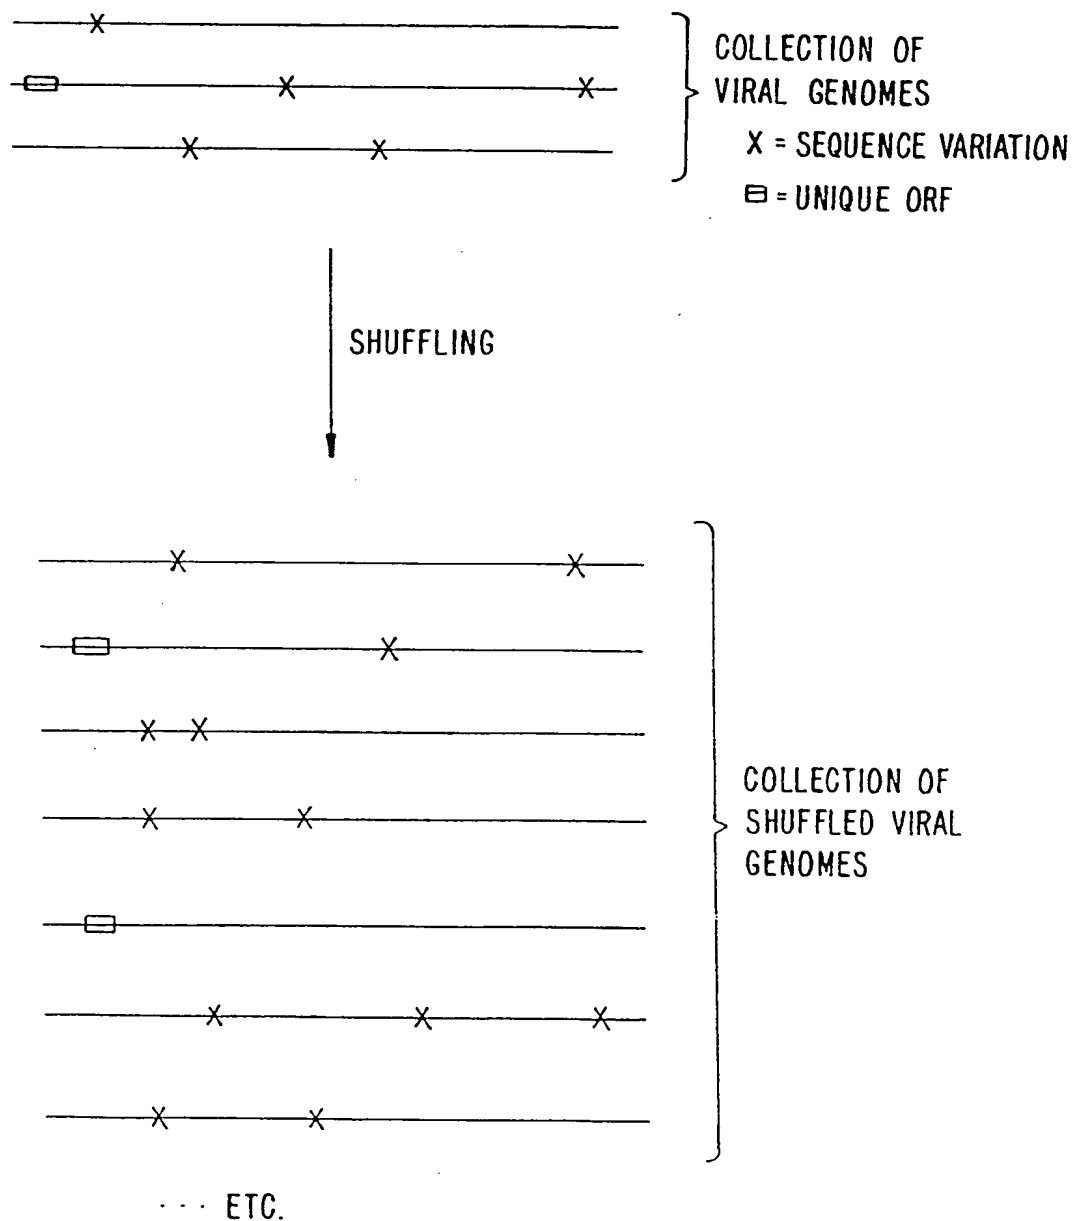 COLLECTION OF
VIRAL GENOMES
X = SEQUENCE VARIATION
= UNIQUE ORF
SHUFFLING
COLLECTION OF
SHUFFLED VIRAL
GENOMES
... ETC.